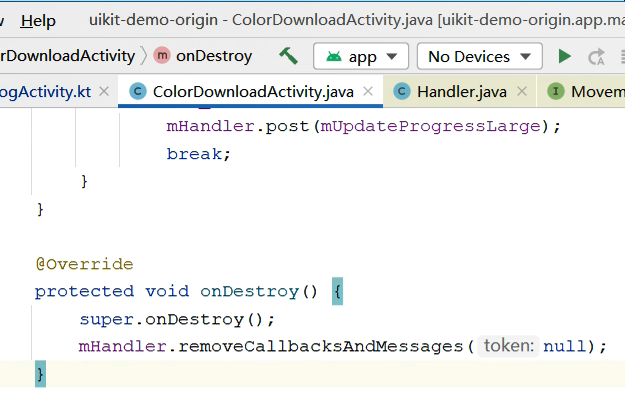 w Help uikit-demo-origin - ColorDownloadActivity.java [uikit-demo-origin.app.ma
rDownloadActivity m onDestroy app No Devices
ogActivity.kt C ColorDownloadActivity.java C Handler.java I Movem
mHandler.post(mUpdateProgressLarge);
break;
}
}
@Override
protected void onDestroy() {
super.onDestroy();
mHandler.removeCallbacksAndMessages( token: null);
}